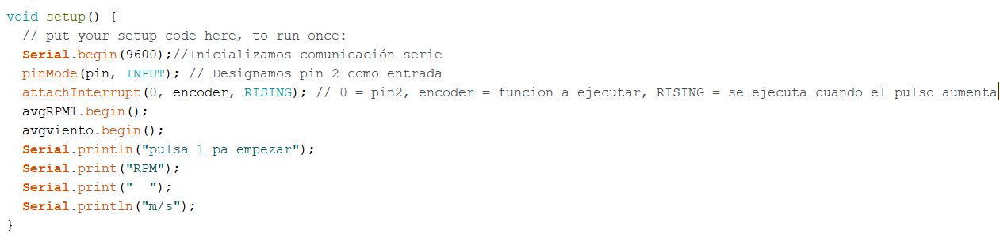 void setup() {
  // put your setup code here, to run once:
  Serial.begin(9600);//Inicializamos comunicación serie
  pinMode(pin, INPUT); // Designamos pin 2 como entrada
  attachInterrupt(0, encoder, RISING); // 0 = pin2, encoder = funcion a ejecutar, RISING = se ejecuta cuando el pulso aumenta
  avgRPM1.begin();
  avgviento.begin();
  Serial.println("pulsa 1 pa empezar");
  Serial.print("RPM");
  Serial.print("  ");
  Serial.println("m/s");
}